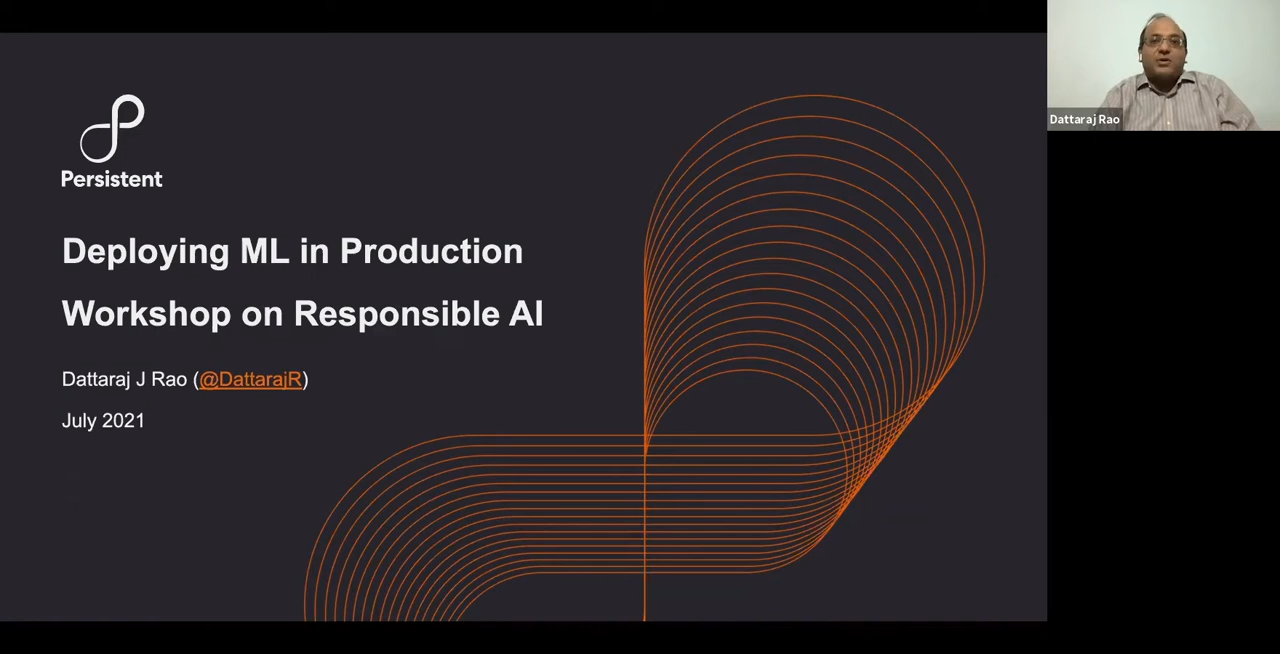 Persistent
Deploying ML in Production
Workshop on Responsible AI
Dattaraj J Rao (@DattarajR)
July 2021
Dattaraj Rao